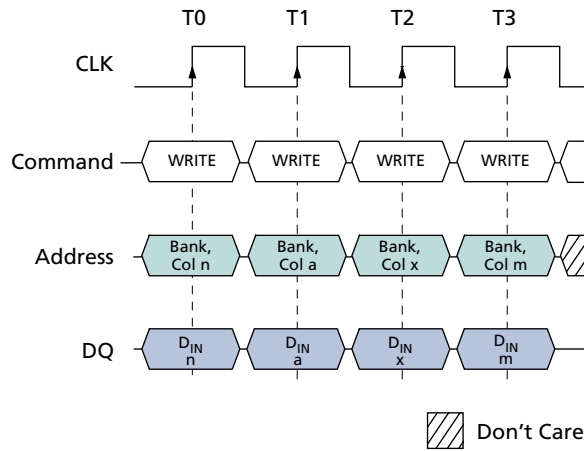 T0 T1 T2 T3
CLK
Command WRITE WRITE WRITE WRITE
Address Bank, Col n Bank, Col a Bank, Col x Bank, Col m
DQ DIN n DIN a DIN x DIN m
Don't Care